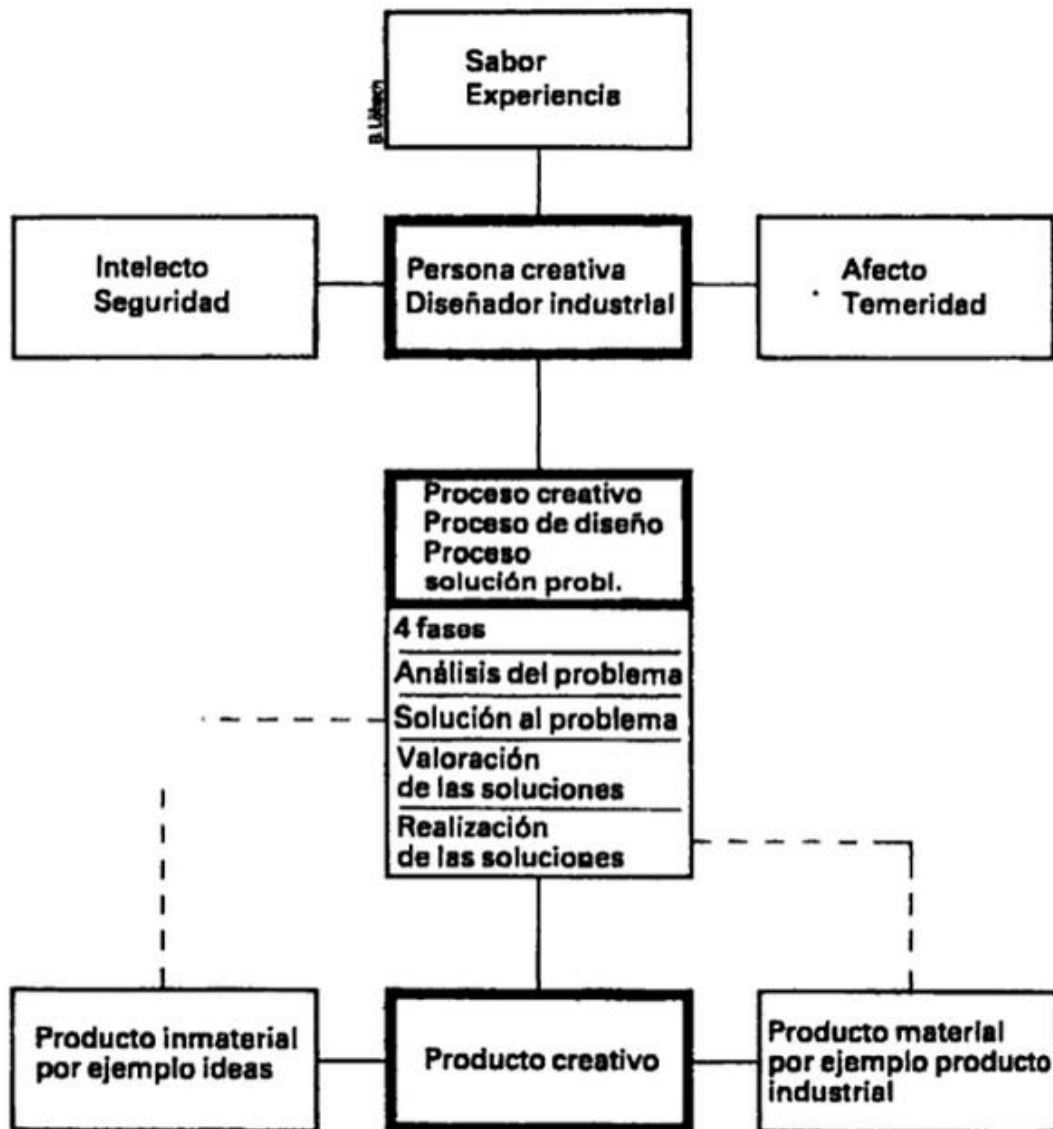 Sabor
Experiencia
B. Löbach
Intelecto
Seguridad
Persona creativa
Diseñador industrial
Afecto
Temeridad
Proceso creativo
Proceso de diseño
Proceso
solución probl.
4 fases
Análisis del problema
Solución al problema
Valoración
de las soluciones
Realización
de las soluciones
Producto inmaterial
por ejemplo ideas
Producto creativo
Producto material
por ejemplo producto
industrial